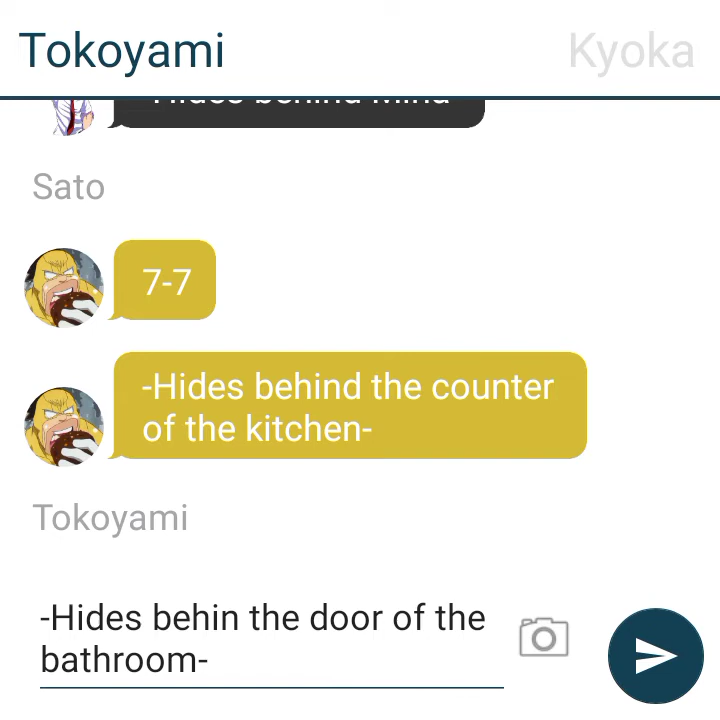 Tokoyami Kyoka
Sato
7-7
-Hides behind the counter
of the kitchen-
Tokoyami
-Hides behin the door of the
bathroom-